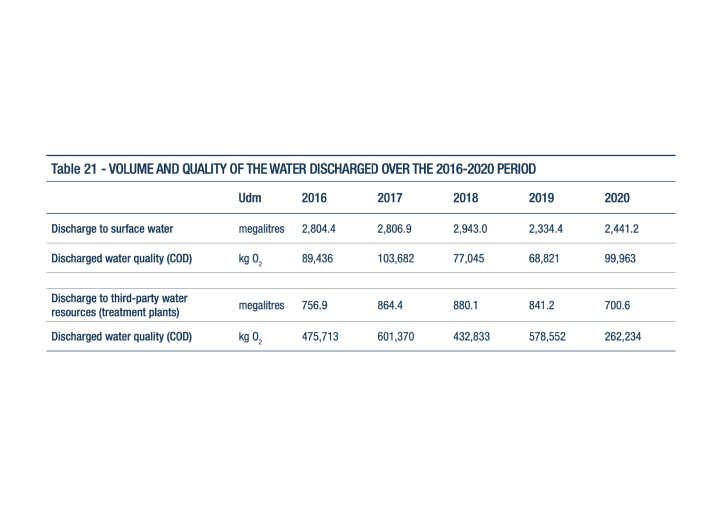 Table 21 - VOLUME AND QUALITY OF THE WATER DISCHARGED OVER THE 2016-2020 PERIOD
Udm 2016 2017 2018 2019 2020
Discharge to surface water megalitres 2,804.4 2,806.9 2,943.0 2,334.4 2,441.2
Discharged water quality (COD) kg O2 89,436 103,682 77,045 68,821 99,963
Discharge to third-party water
resources (treatment plants) megalitres 756.9 864.4 880.1 841.2 700.6
Discharged water quality (COD) kg O2 475,713 601,370 432,833 578,552 262,234